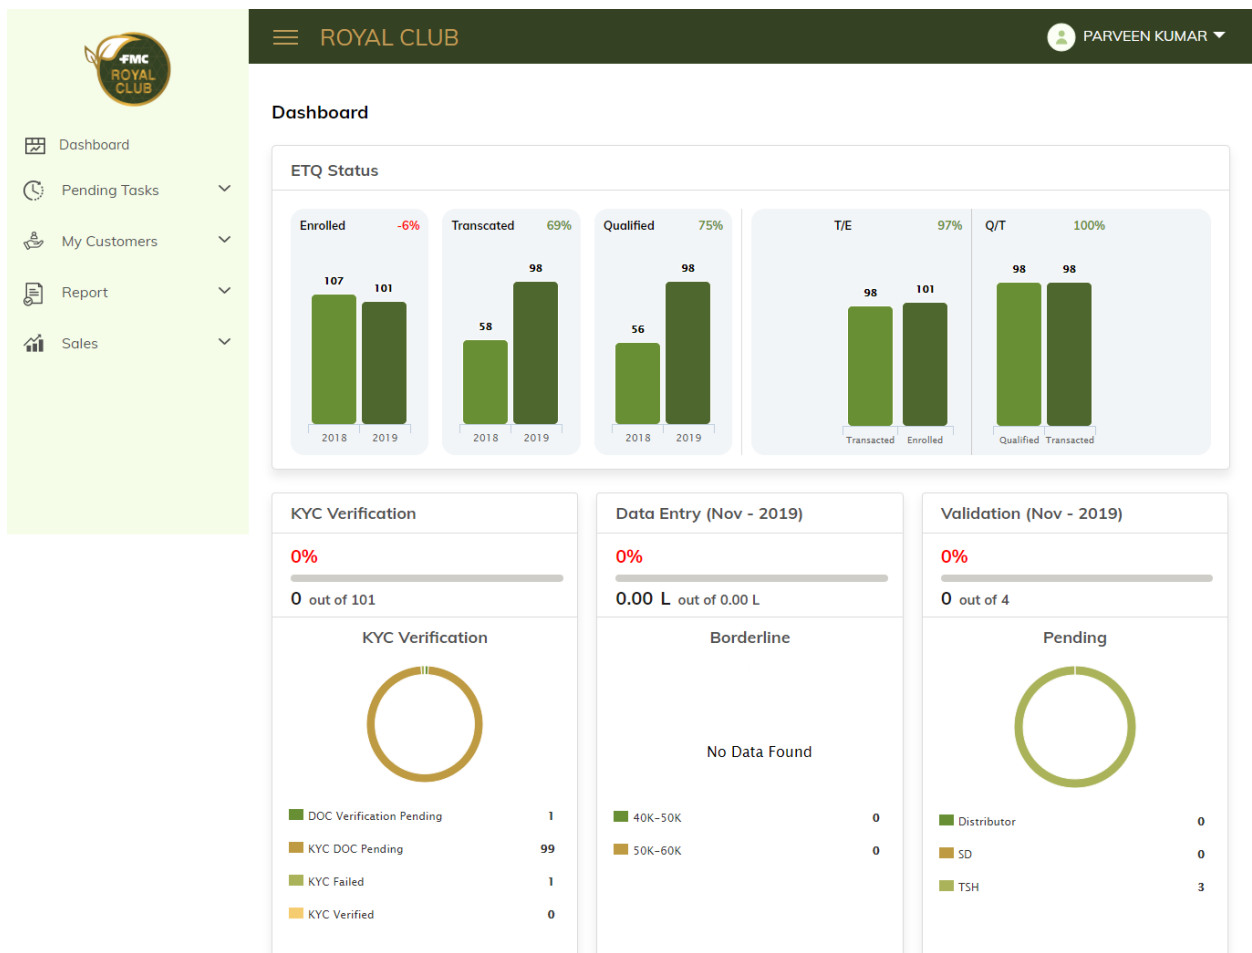 FMC
ROYAL
CLUB
ROYAL CLUB
PARVEEN KUMAR
Dashboard
Pending Tasks
My Customers
Report
Sales
Dashboard
ETQ Status
Enrolled -6%
107 101
2018 2019
Transcated 69%
58 98
2018 2019
Qualified 75%
56 98
2018 2019
T/E 97%
98 101
Transacted Enrolled
Q/T 100%
98 98
Qualified Transacted
KYC Verification
0%
0 out of 101
KYC Verification
DOC Verification Pending 1
KYC DOC Pending 99
KYC Failed 1
KYC Verified 0
Data Entry (Nov - 2019)
0%
0.00 L out of 0.00 L
Borderline
No Data Found
40K-50K 0
50K-60K 0
Validation (Nov - 2019)
0%
0 out of 4
Pending
Distributor 0
SD 0
TSH 3